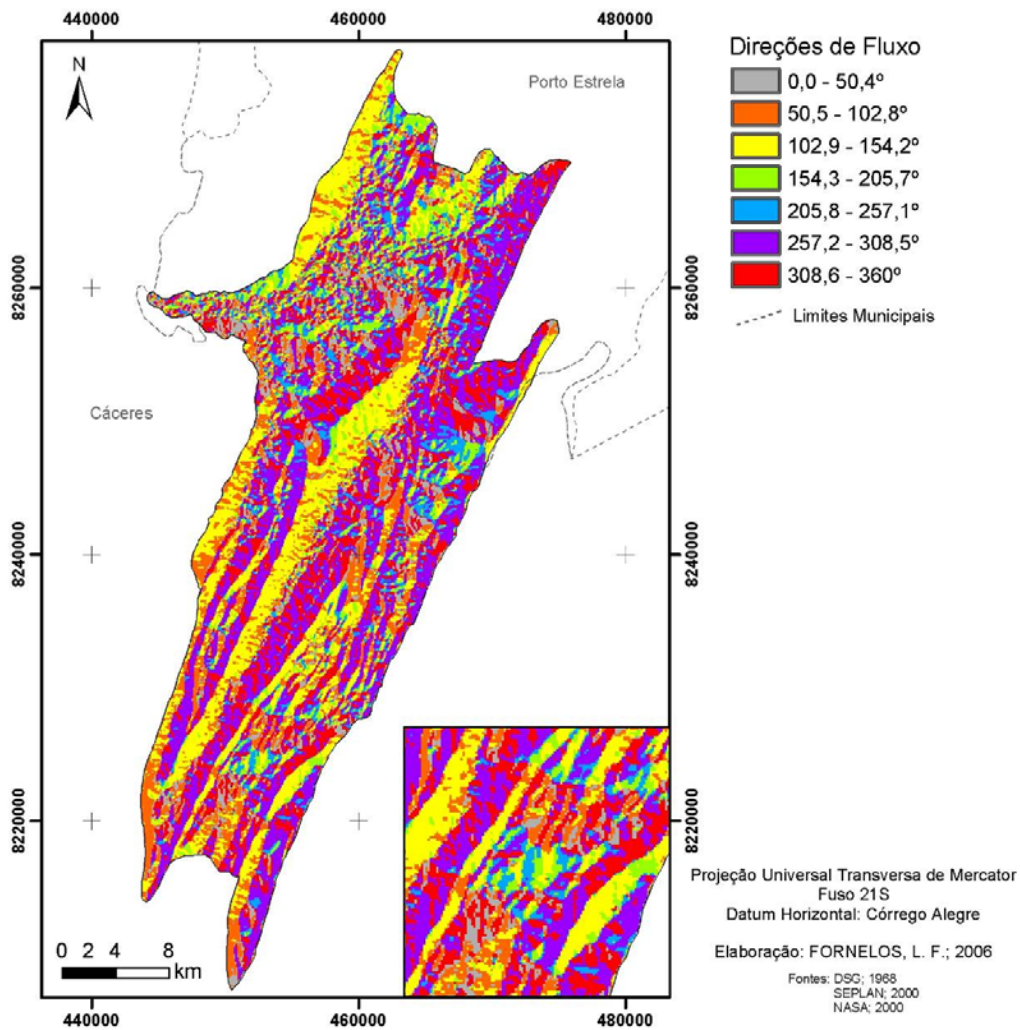 440000 460000 480000
N
Porto Estrela
Cáceres
8260000 8260000
8240000 8240000
8220000 8220000
0 2 4 8
km
440000 460000 480000
Direções de Fluxo
0,0 - 50,4º
50,5 - 102,8º
102,9 - 154,2º
154,3 - 205,7º
205,8 - 257,1º
257,2 - 308,5º
308,6 - 360º
Limites Municipais
Projeção Universal Transversa de Mercator
Fuso 21S
Datum Horizontal: Córrego Alegre
Elaboração: FORNELOS, L. F.; 2006
Fontes: DSG; 1968
SEPLAN; 2000
NASA; 2000